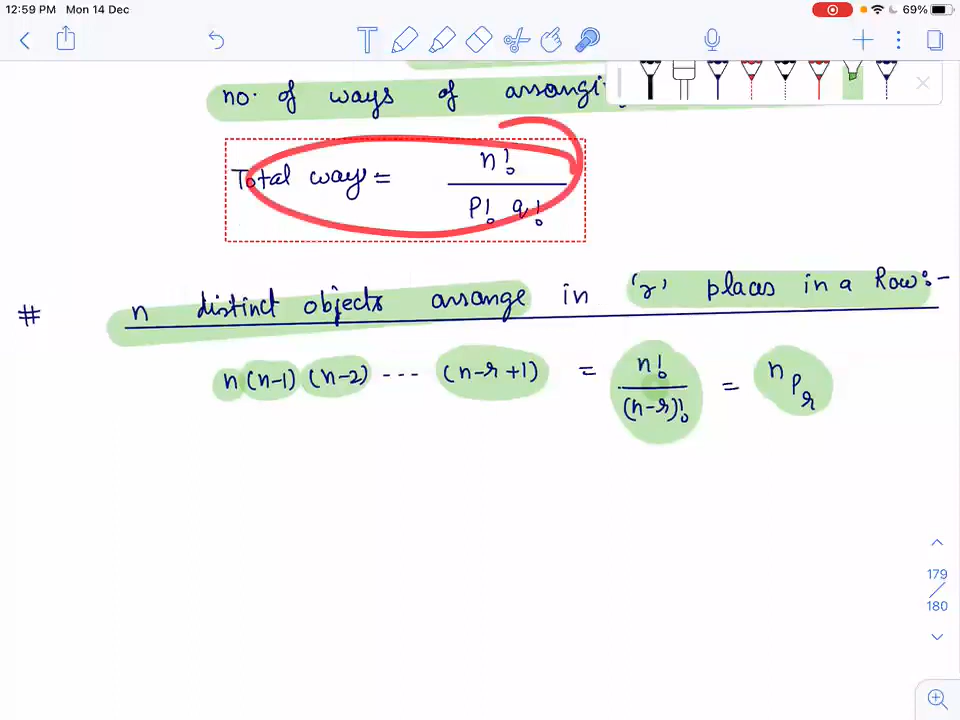 12:59 PM Mon 14 Dec
69%
no. of ways of arrangi
Total ways = n! / p! q!
# n distinct objects arrange in 'r' places in a Row:-
n(n-1)(n-2) --- (n-r+1) = n! / (n-r)! = nPr
179
180